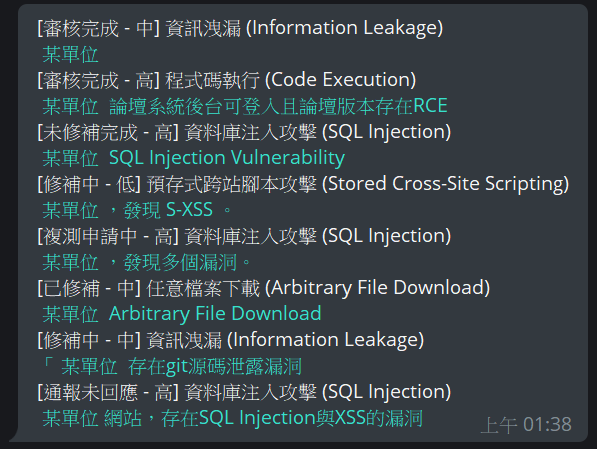 [審核完成 - 中] 資訊洩漏 (Information Leakage)
某單位
[審核完成 - 高] 程式碼執行 (Code Execution)
某單位 論壇系統後台可登入且論壇版本存在RCE
[未修補完成 - 高] 資料庫注入攻擊 (SQL Injection)
某單位 SQL Injection Vulnerability
[修補中 - 低] 預存式跨站腳本攻擊 (Stored Cross-Site Scripting)
某單位 ，發現 S-XSS 。
[複測申請中 - 高] 資料庫注入攻擊 (SQL Injection)
某單位 ，發現多個漏洞。
[已修補 - 中] 任意檔案下載 (Arbitrary File Download)
某單位 Arbitrary File Download
[修補中 - 中] 資訊洩漏 (Information Leakage)
「 某單位 存在git源码泄露漏洞
[通報未回應 - 高] 資料庫注入攻擊 (SQL Injection)
某單位 網站，存在SQL Injection與XSS的漏洞
上午 01:38